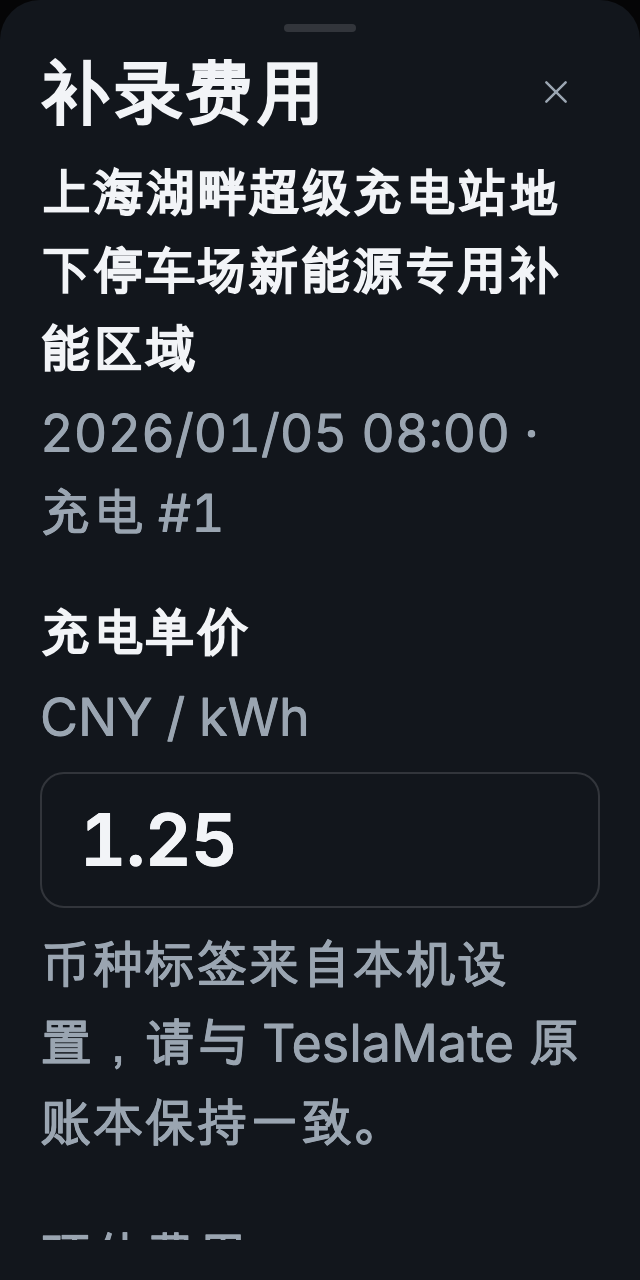 补录费用
上海湖畔超级充电站地
下停车场新能源专用补
能区域
2026/01/05 08:00 ·
充电 #1
充电单价
CNY / kWh
1.25
币种标签来自本机设
置，请与 TeslaMate 原
账本保持一致。